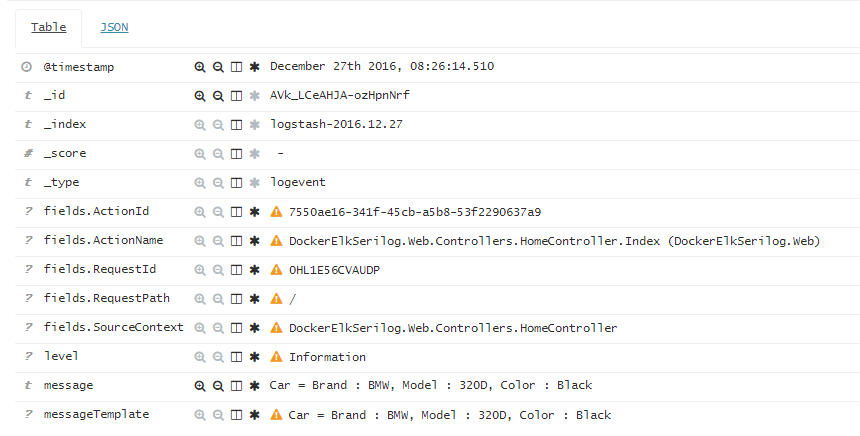 Table JSON
@timestamp December 27th 2016, 08:26:14.510
t _id AVk_LCeAHJA-ozHpnNrf
t _index logstash-2016.12.27
# _score -
t _type logevent
? fields.ActionId 7550ae16-341f-45cb-a5b8-53f2290637a9
? fields.ActionName DockerElkSerilog.Web.Controllers.HomeController.Index (DockerElkSerilog.Web)
? fields.RequestId 0HL1E56CVAUDP
? fields.RequestPath /
? fields.SourceContext DockerElkSerilog.Web.Controllers.HomeController
? level Information
t message Car = Brand : BMW, Model : 320D, Color : Black
? messageTemplate Car = Brand : BMW, Model : 320D, Color : Black